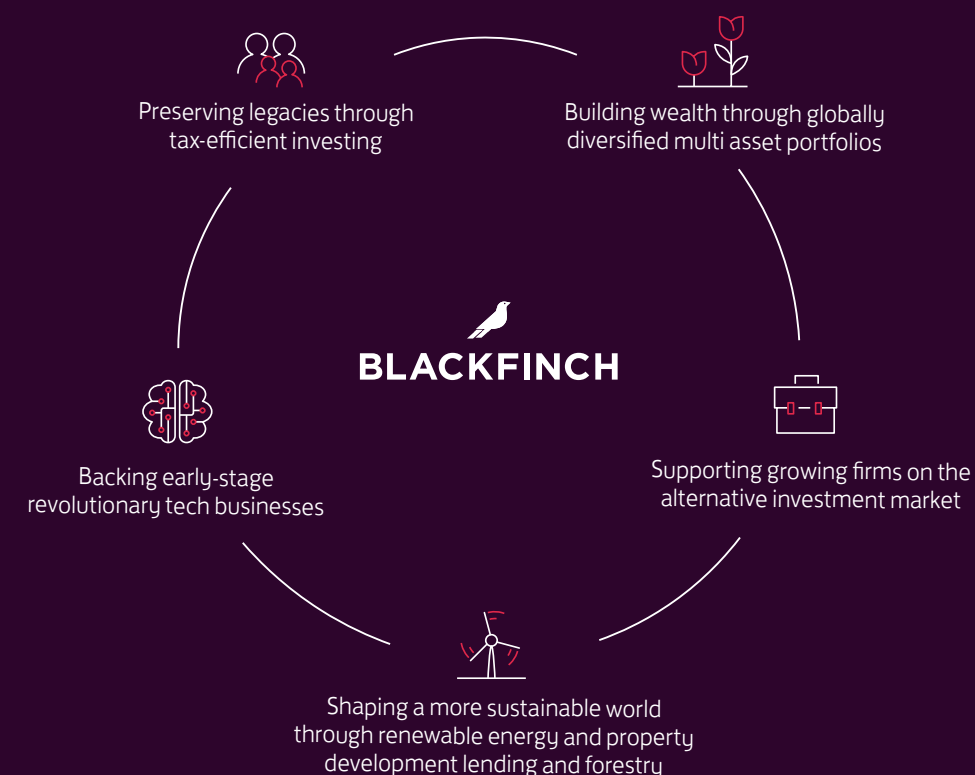 Preserving legacies through
tax-efficient investing
Building wealth through globally
diversified multi asset portfolios
BLACKFINCH
Backing early-stage
revolutionary tech businesses
Supporting growing firms on the
alternative investment market
Shaping a more sustainable world
through renewable energy and property
development lending and forestry